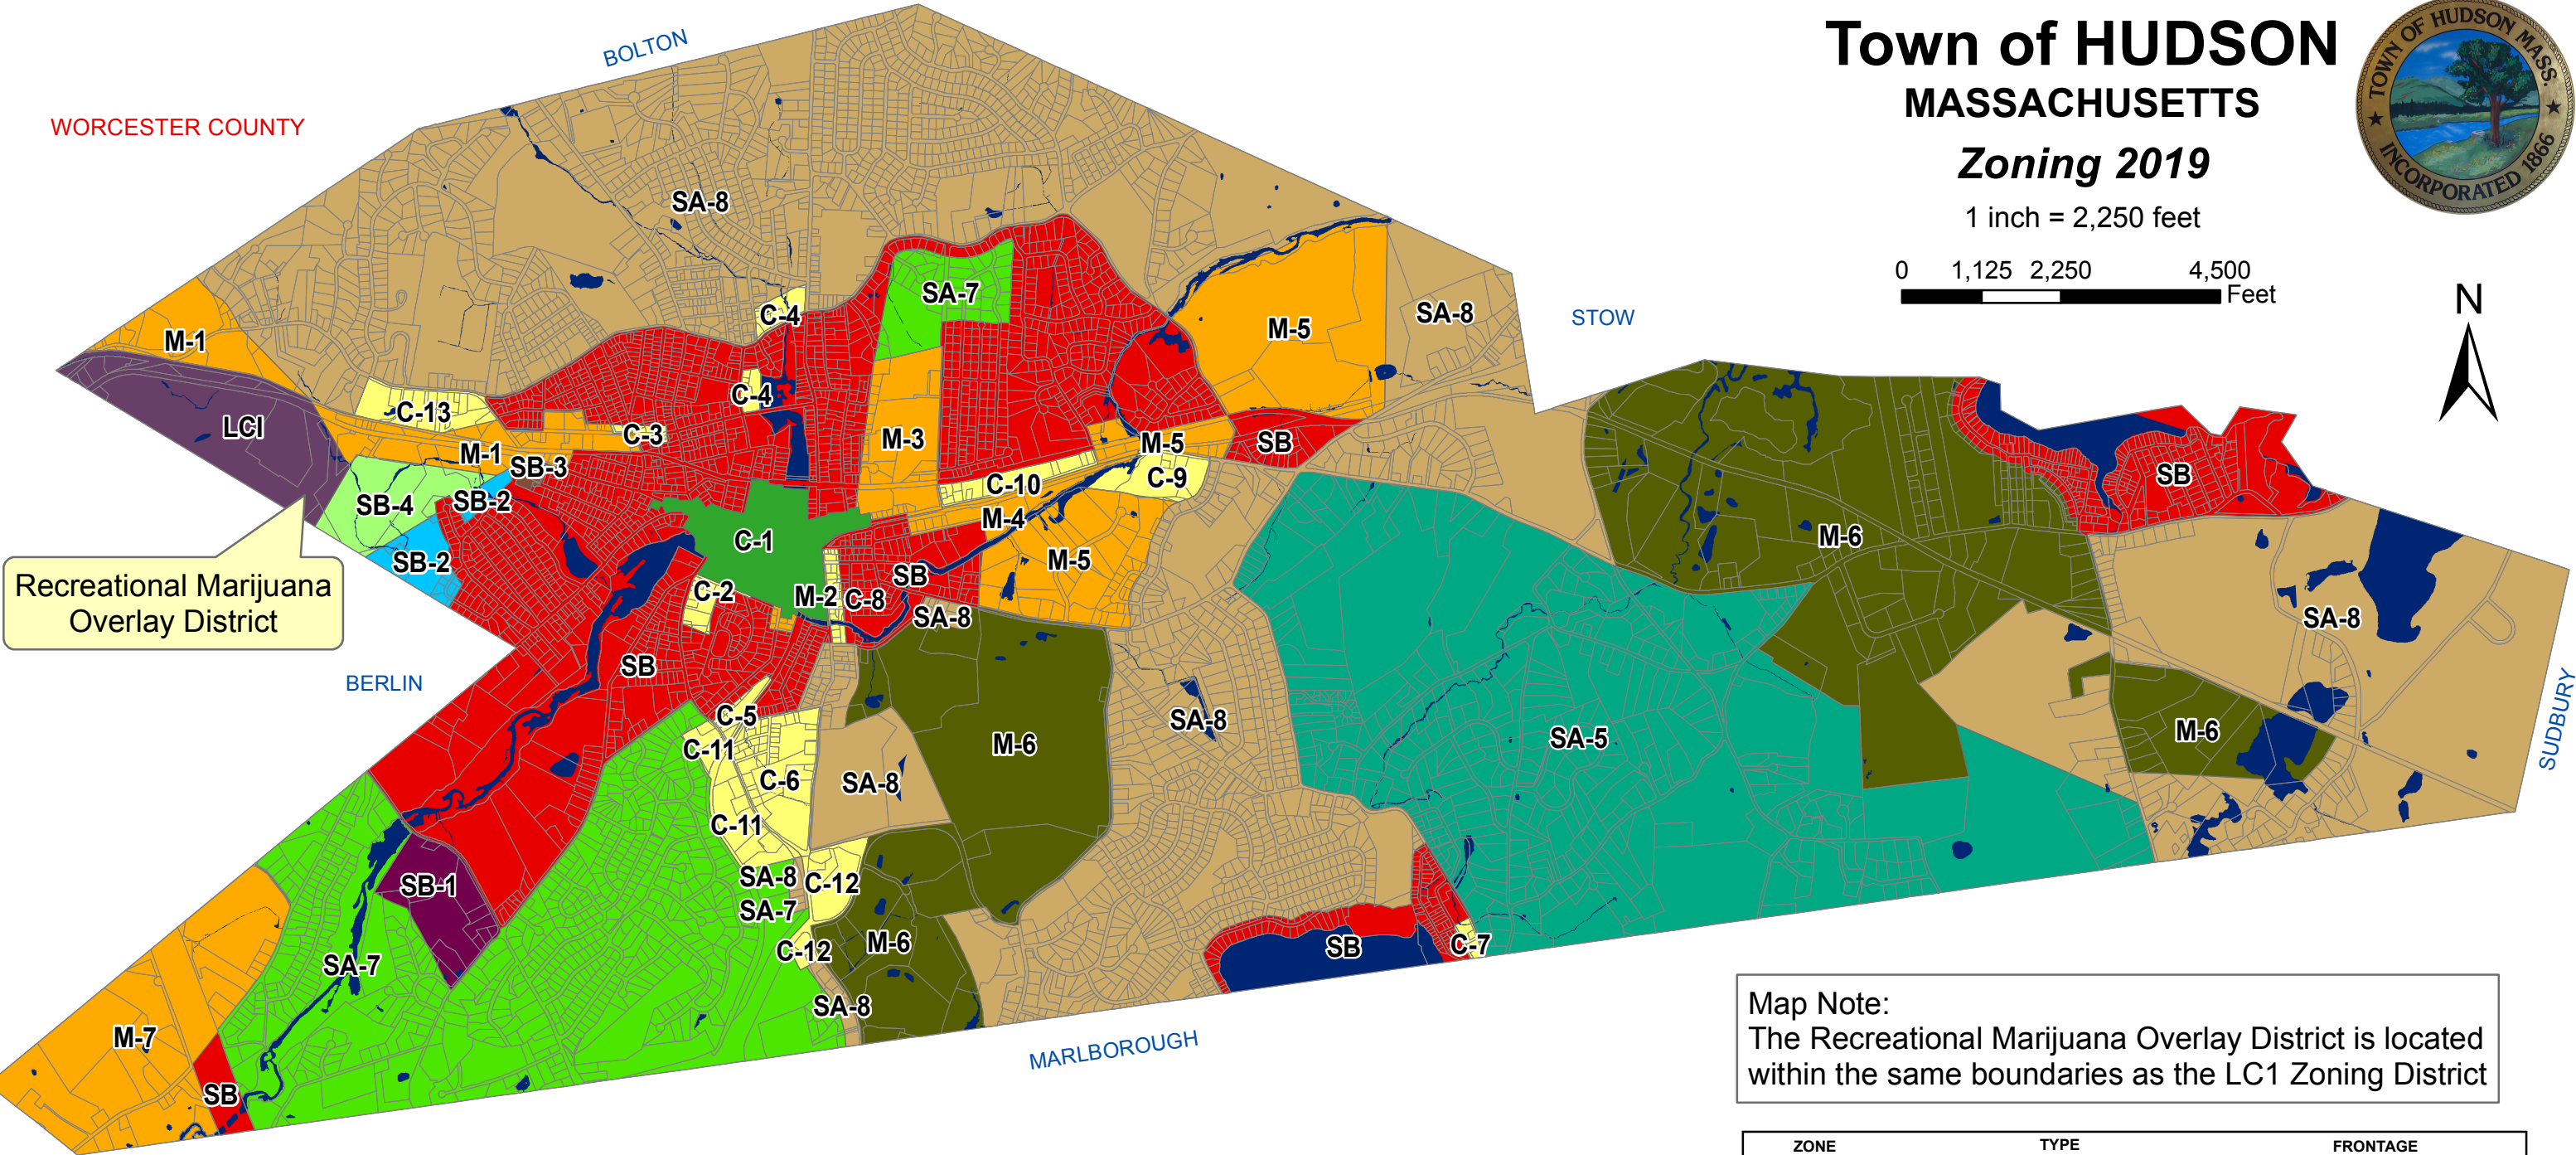 Town of HUDSON
MASSACHUSETTS
Zoning 2019
1 inch = 2,250 feet
0 1,125 2,250 4,500
Feet
TOWN OF HUDSON MASS.
INCORPORATED 1866
N
BOLTON
WORCESTER COUNTY
STOW
BERLIN
SUDBURY
MARLBOROUGH
SA-8
C-4
SA-7
M-5
SA-8
M-1
C-4
LCI
C-13
C-3
M-3
M-5
SB
M-1
SB-3
C-10
C-9
SB
SB-4
SB-2
M-4
C-1
M-6
SB-2
M-5
SB
C-2
M-2
C-8
SA-8
SA-8
SB
C-5
SA-8
M-6
C-11
M-6
SA-5
C-6
SA-8
C-11
SA-8
C-12
SB-1
SA-7
M-6
SB
C-7
C-12
SA-7
SA-8
M-7
SB
Recreational Marijuana
Overlay District
Map Note:
The Recreational Marijuana Overlay District is located
within the same boundaries as the LC1 Zoning District
ZONE TYPE FRONTAGE